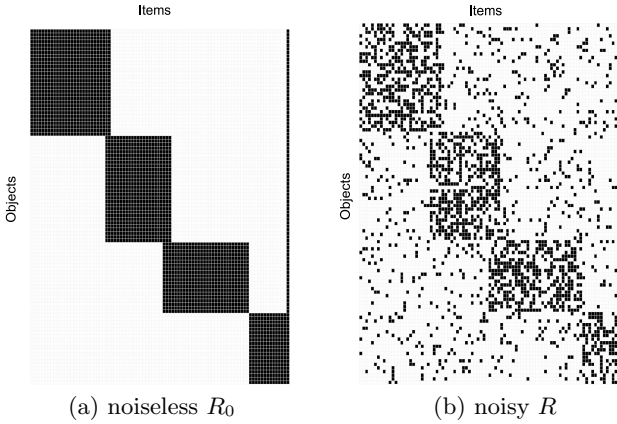 Items
Objects
(a) noiseless R₀
Items
Objects
(b) noisy R